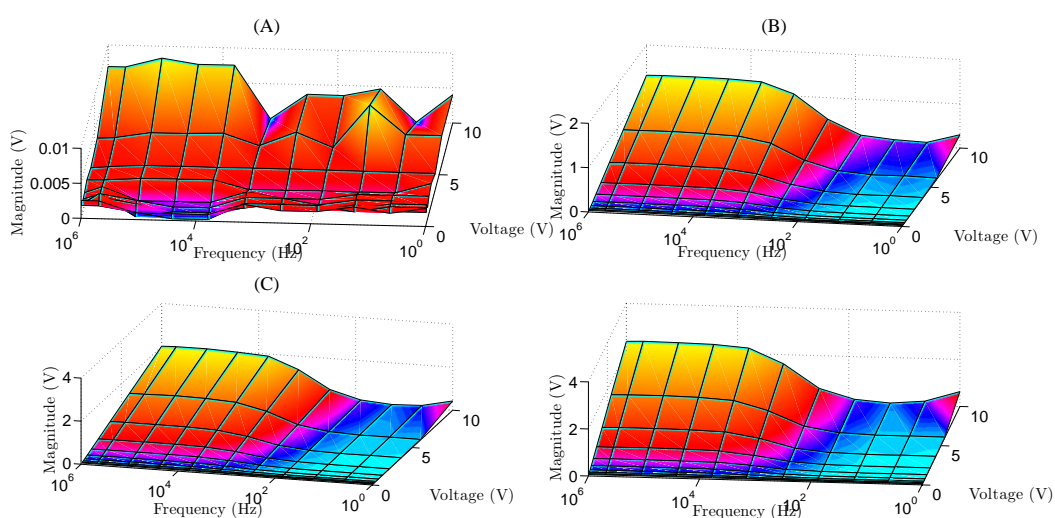 (A)
0.01
0.005
0
Magnitude (V)
10^6
10^4
10^2
10^0
Frequency (Hz)
0
5
10
Voltage (V)
(B)
2
1
0
Magnitude (V)
10^6
10^4
10^2
10^0
Frequency (Hz)
0
5
10
Voltage (V)
(C)
4
2
0
Magnitude (V)
10^6
10^4
10^2
10^0
Frequency (Hz)
0
5
10
Voltage (V)
4
2
0
Magnitude (V)
10^6
10^4
10^2
10^0
Frequency (Hz)
0
5
10
Voltage (V)